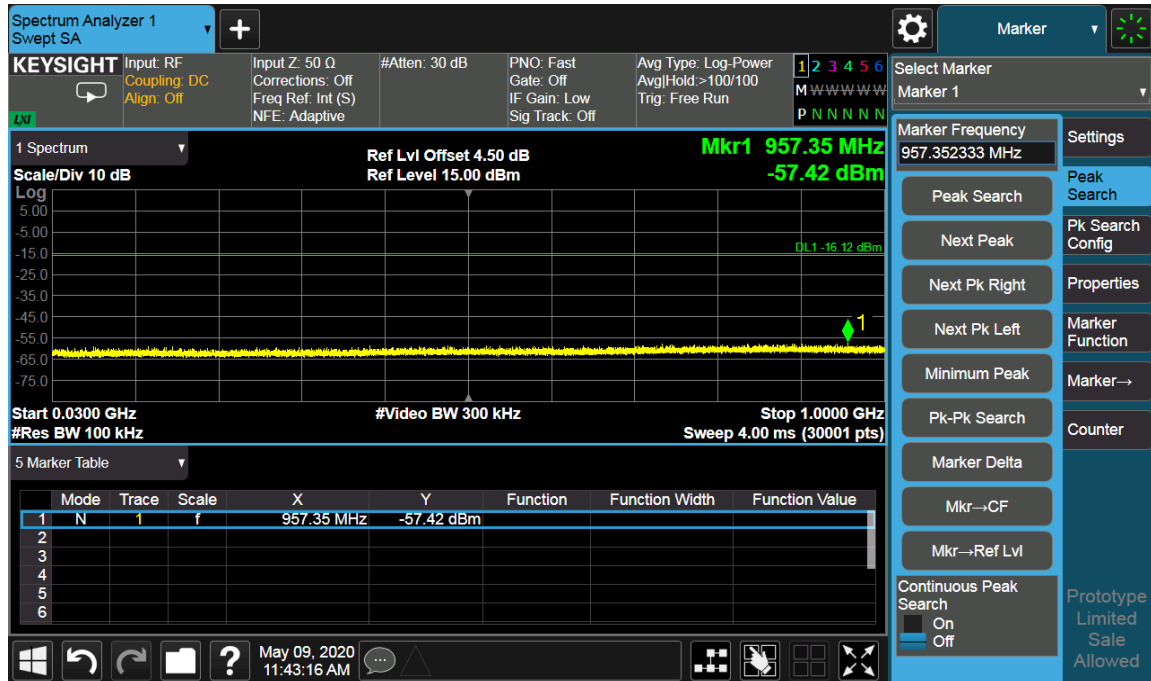 Spectrum Analyzer 1
Swept SA
Marker
KEYSIGHT
LXI
Input: RF
Coupling: DC
Align: Off
Input Z: 50 Ω
Corrections: Off
Freq Ref: Int (S)
NFE: Adaptive
#Atten: 30 dB
PNO: Fast
Gate: Off
IF Gain: Low
Sig Track: Off
Avg Type: Log-Power
Avg|Hold:>100/100
Trig: Free Run
1 2 3 4 5 6
M W W W W W
P N N N N N
Select Marker
Marker 1
1 Spectrum
Scale/Div 10 dB
Ref Lvl Offset 4.50 dB
Ref Level 15.00 dBm
Mkr1 957.35 MHz
-57.42 dBm
Log
5.00
-5.00
-15.0
-25.0
-35.0
-45.0
-55.0
-65.0
-75.0
DL1 -16.12 dBm
1
Start 0.0300 GHz
#Res BW 100 kHz
#Video BW 300 kHz
Stop 1.0000 GHz
Sweep 4.00 ms (30001 pts)
5 Marker Table
Mode Trace Scale X Y Function Function Width Function Value
1 N 1 f 957.35 MHz -57.42 dBm
2
3
4
5
6
Marker Frequency
957.352333 MHz
Peak Search
Next Peak
Next Pk Right
Next Pk Left
Minimum Peak
Pk-Pk Search
Marker Delta
Mkr→CF
Mkr→Ref Lvl
Continuous Peak
Search
On
Off
Settings
Peak
Search
Pk Search
Config
Properties
Marker
Function
Marker→
Counter
Prototype
Limited
Sale
Allowed
?
May 09, 2020
11:43:16 AM